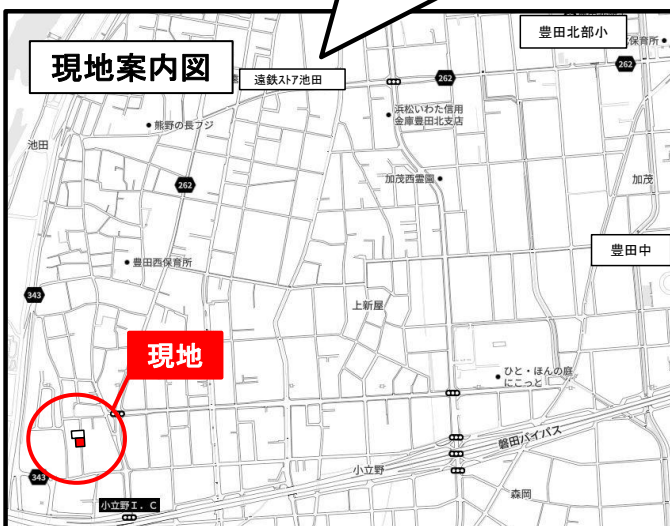 豊田北部小
保育所
現地案内図
遠鉄ストア池田
262
262
浜松いわた信用
金庫豊田北支店
熊野の長フジ
池田
加茂西霊園
加茂
262
豊田中
豊田西保育所
343
上新屋
現地
ひと・ほんの庭
にこっと
磐田バイパス
小立野
343
森岡
小立野I.C